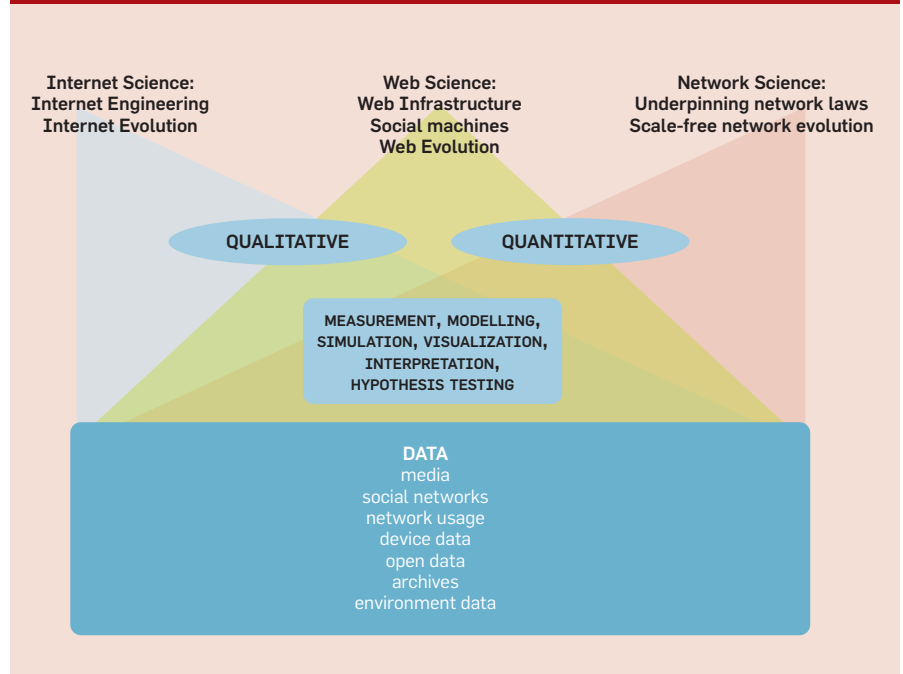 Internet Science:
Internet Engineering
Internet Evolution
Web Science:
Web Infrastructure
Social machines
Web Evolution
Network Science:
Underpinning network laws
Scale-free network evolution
QUALITATIVE
QUANTITATIVE
MEASUREMENT, MODELLING,
SIMULATION, VISUALIZATION,
INTERPRETATION,
HYPOTHESIS TESTING
DATA
media
social networks
network usage
device data
open data
archives
environment data